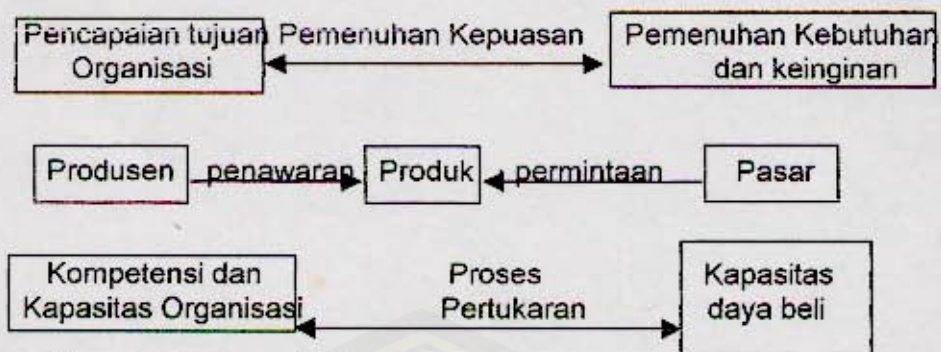 Pencapaian tujuan Pemenuhan Kepuasan Pemenuhan Kebutuhan
Organisasi dan keinginan
Produsen penawaran Produk permintaan Pasar
Kompetensi dan Proses Kapasitas
Kapasitas Organisasi Pertukaran daya beli